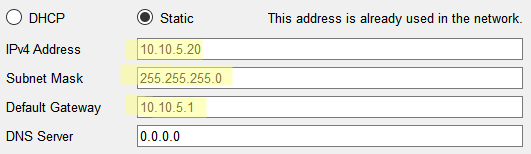 DHCP Static This address is already used in the network.
IPv4 Address 10.10.5.20
Subnet Mask 255.255.255.0
Default Gateway 10.10.5.1
DNS Server 0.0.0.0